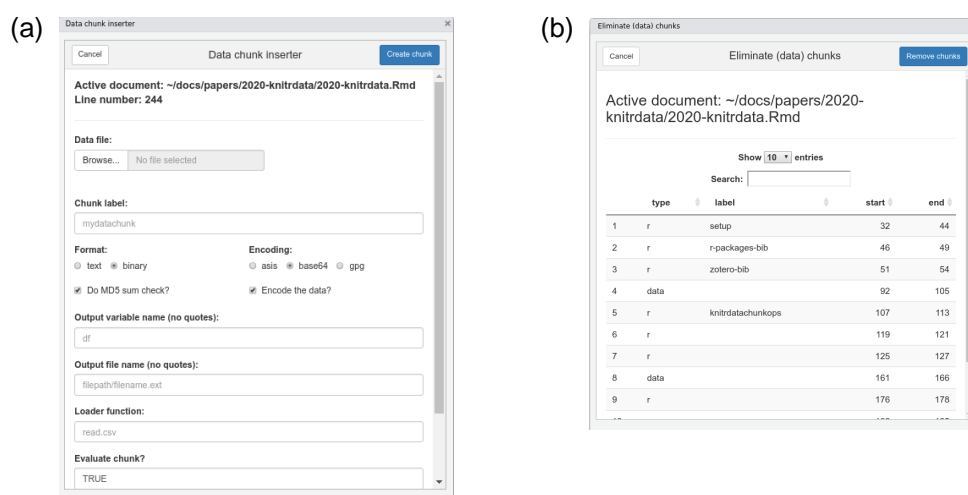 (a)
Data chunk inserter ×
Cancel Data chunk inserter Create chunk
Active document: ~/docs/papers/2020-knitrdata/2020-knitrdata.Rmd
Line number: 244
Data file:
Browse... No file selected
Chunk label:
mydatachunk
Format: Encoding:
text binary asis base64 gpg
Do MD5 sum check? Encode the data?
Output variable name (no quotes):
df
Output file name (no quotes):
filepath/filename.ext
Loader function:
read.csv
Evaluate chunk?
TRUE
(b)
Eliminate (data) chunks
Cancel Eliminate (data) chunks Remove chunks
Active document: ~/docs/papers/2020-
knitrdata/2020-knitrdata.Rmd
Show 10 entries
Search:
type label start end
1 r setup 32 44
2 r r-packages-bib 46 49
3 r zotero-bib 51 54
4 data 92 105
5 r knitrdatachunkops 107 113
6 r 119 121
7 r 125 127
8 data 161 166
9 r 176 178